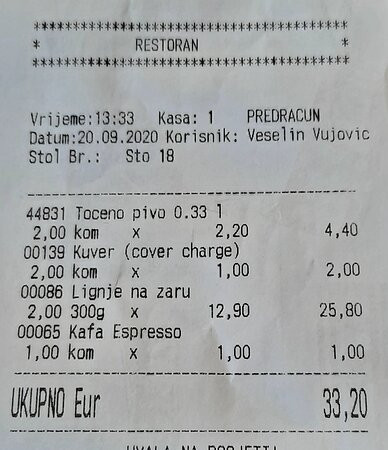 ****************************************
* RESTORAN *
****************************************
Vrijeme:13:33 Kasa: 1 PREDRACUN
Datum:20.09.2020 Korisnik: Veselin Vujovic
Stol Br.: Sto 18
----------------------------------------
44831 Toceno pivo 0.33 l
2,00 kom x 2,20 4,40
00139 Kuver (cover charge)
2,00 kom x 1,00 2,00
00086 Lignje na zaru
2,00 300g x 12,90 25,80
00065 Kafa Espresso
1,00 kom x 1,00 1,00
----------------------------------------
UKUPNO Eur 33,20
HVALA NA POSJETI